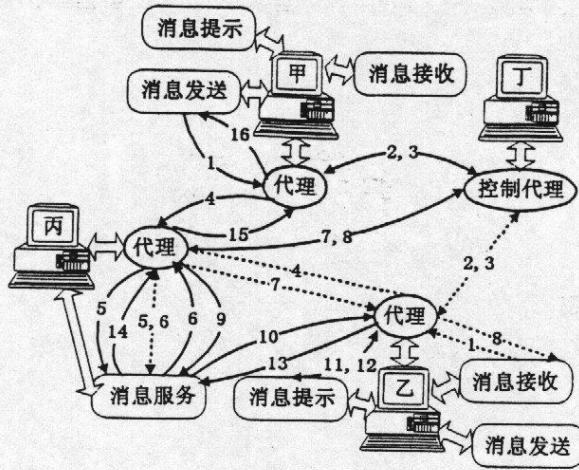 消息提示
甲
消息接收
丁
消息发送
16
1
2, 3
代理
控制代理
4
15
7, 8
丙
代理
2, 3
4
7
代理
5
14
5, 6
6
9
10
8
1
13
11, 12
消息服务
消息提示
乙
消息接收
消息发送